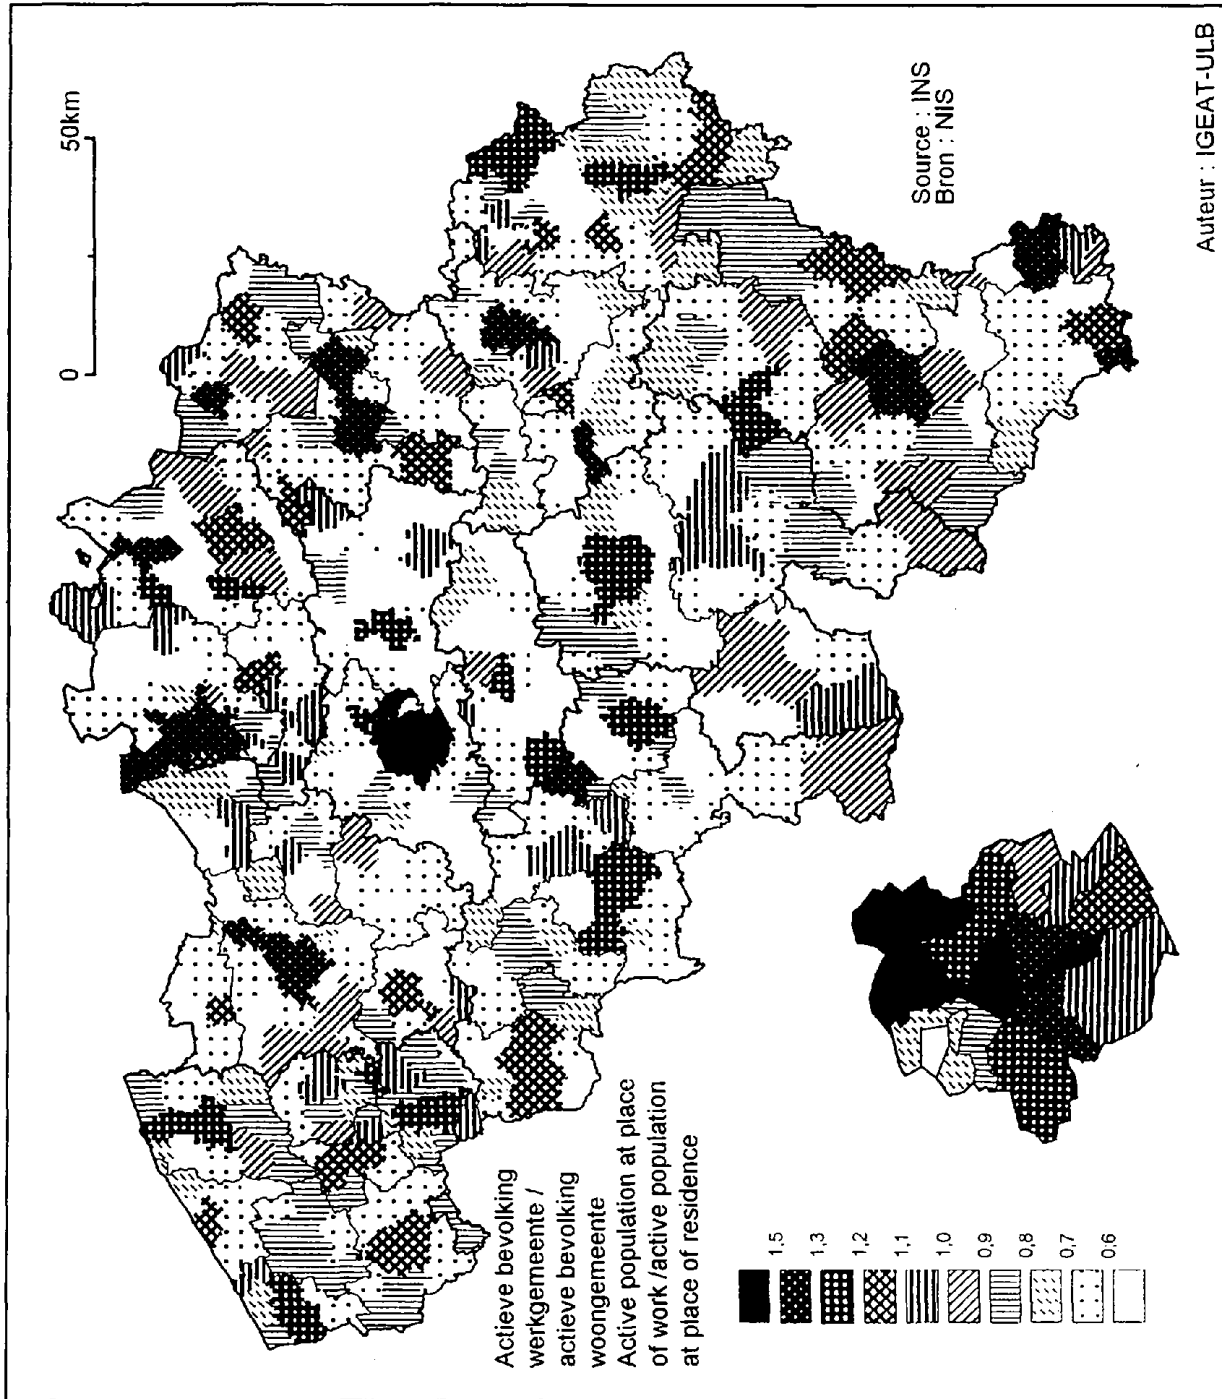 0 50km
Source : INS
Bron : NIS
Auteur : IGEAT-ULB
Actieve bevolking
werkgemeente /
actieve bevolking
woongemeente
Active population at place
of work /active population
at place of residence
1,5
1,3
1,2
1,1
1,0
0,9
0,8
0,7
0,6